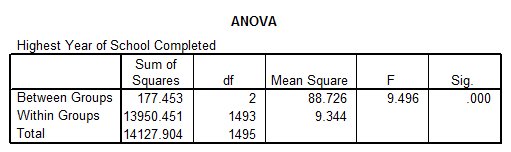 ANOVA
Highest Year of School Completed
Sum of Squares df Mean Square F Sig.
Between Groups 177.453 2 88.726 9.496 .000
Within Groups 13950.451 1493 9.344
Total 14127.904 1495